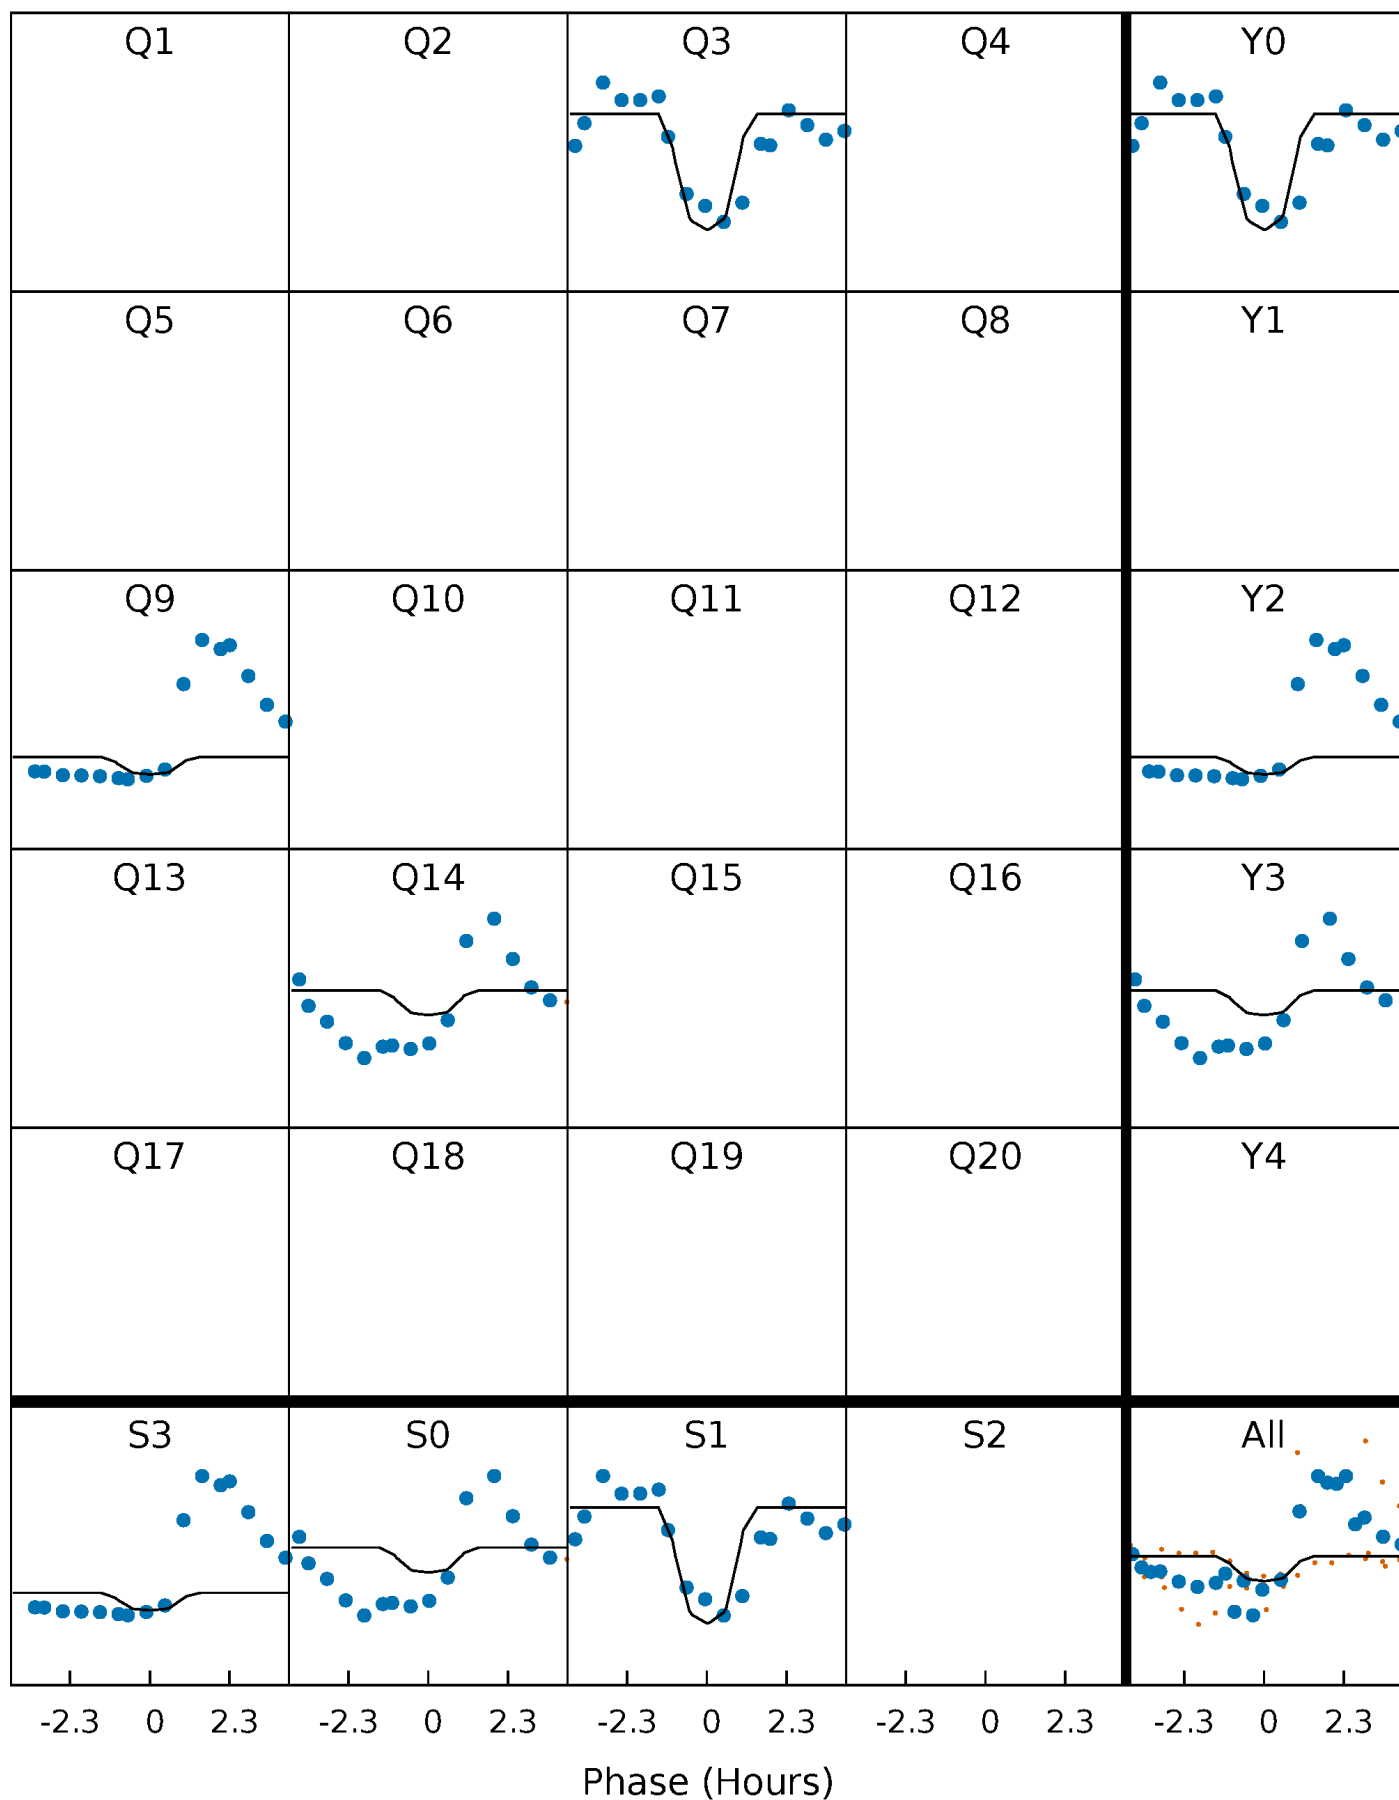 Q1 Q2 Q3 Q4 Y0
Q5 Q6 Q7 Q8 Y1
Q9 Q10 Q11 Q12 Y2
Q13 Q14 Q15 Q16 Y3
Q17 Q18 Q19 Q20 Y4
S3 S0 S1 S2 All
-2.3 0 2.3 -2.3 0 2.3 -2.3 0 2.3 -2.3 0 2.3 -2.3 0 2.3
Phase (Hours)